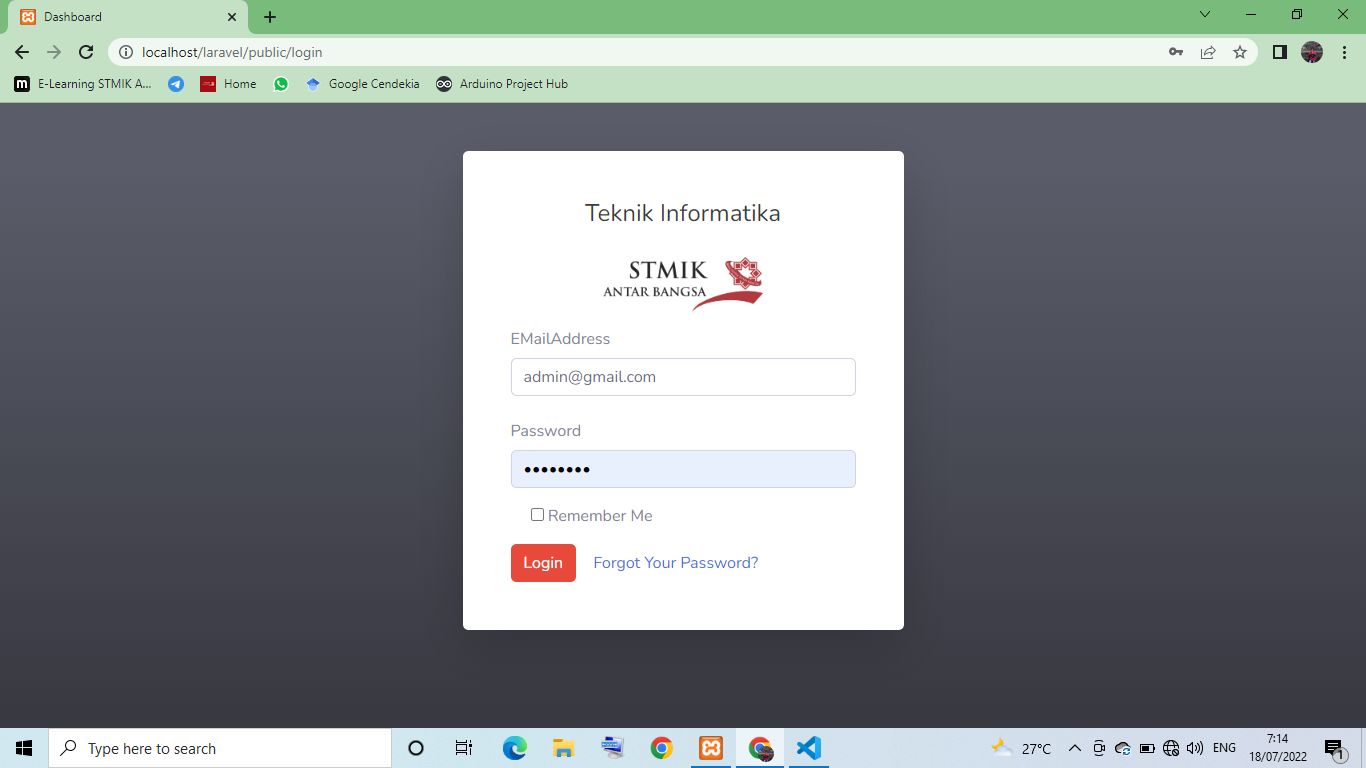 Dashboard
localhost/laravel/public/login
E-Learning STMIK A...
Home
Google Cendekia
Arduino Project Hub
Teknik Informatika
STMIK
ANTAR BANGSA
EMailAddress
admin@gmail.com
Password
••••••••
Remember Me
Login
Forgot Your Password?
Type here to search
27°C
ENG
7:14
18/07/2022
1